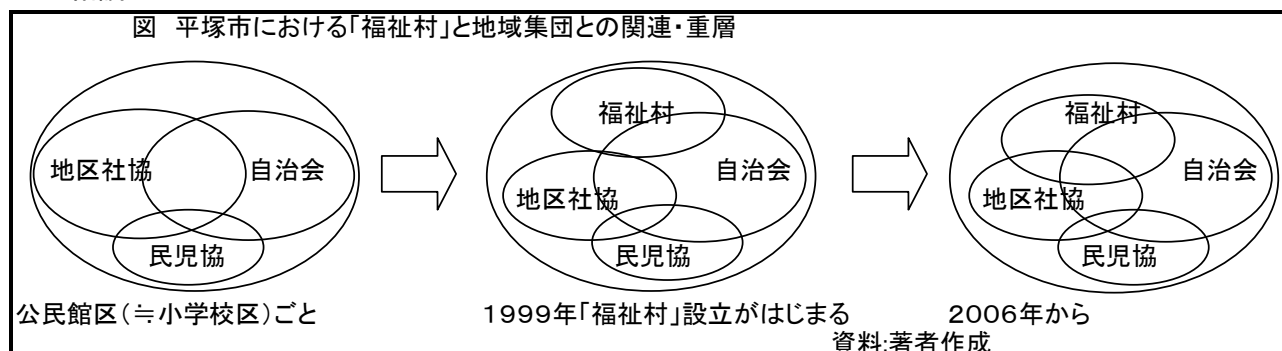 図 平塚市における「福祉村」と地域集団との関連・重層
地区社協
自治会
民児協
福祉村
自治会
地区社協
民児協
福祉村
自治会
地区社協
民児協
公民館区(≒小学校区)ごと
1999年「福祉村」設立がはじまる
2006年から
資料:著者作成